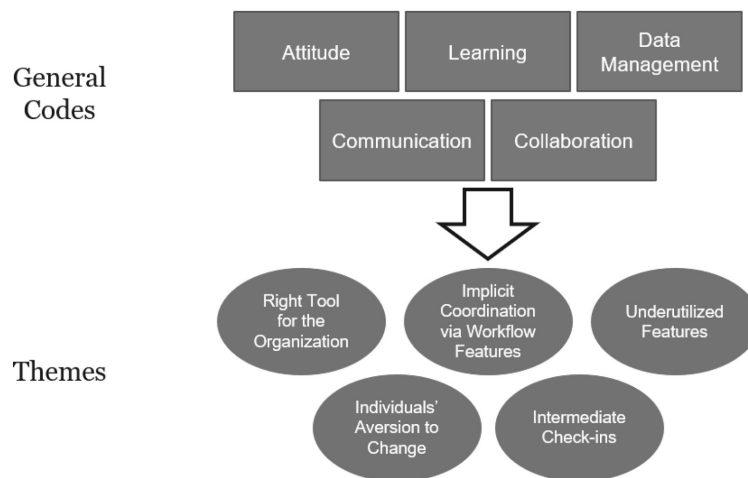 General
Codes
Attitude
Learning
Data
Management
Communication
Collaboration
Themes
Right Tool
for the
Organization
Implicit
Coordination
via Workflow
Features
Underutilized
Features
Individuals’
Aversion to
Change
Intermediate
Check-ins